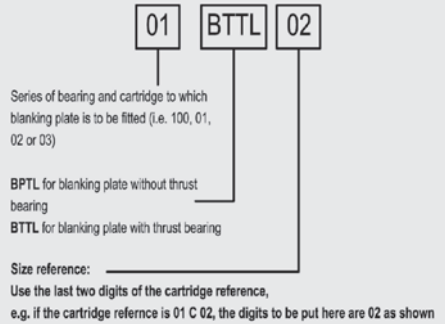 01 BTTL 02
Series of bearing and cartridge to which
blanking plate is to be fitted (i.e. 100, 01,
02 or 03)
BPTL for blanking plate without thrust
bearing
BTTL for blanking plate with thrust bearing
Size reference:
Use the last two digits of the cartridge reference,
e.g. if the cartridge refernce is 01 C 02, the digits to be put here are 02 as shown